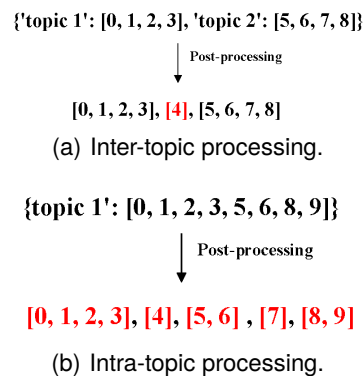 {'topic 1': [0, 1, 2, 3], 'topic 2': [5, 6, 7, 8]}
Post-processing
[0, 1, 2, 3], [4], [5, 6, 7, 8]
(a) Inter-topic processing.
{topic 1': [0, 1, 2, 3, 5, 6, 8, 9]}
Post-processing
[0, 1, 2, 3], [4], [5, 6] , [7], [8, 9]
(b) Intra-topic processing.